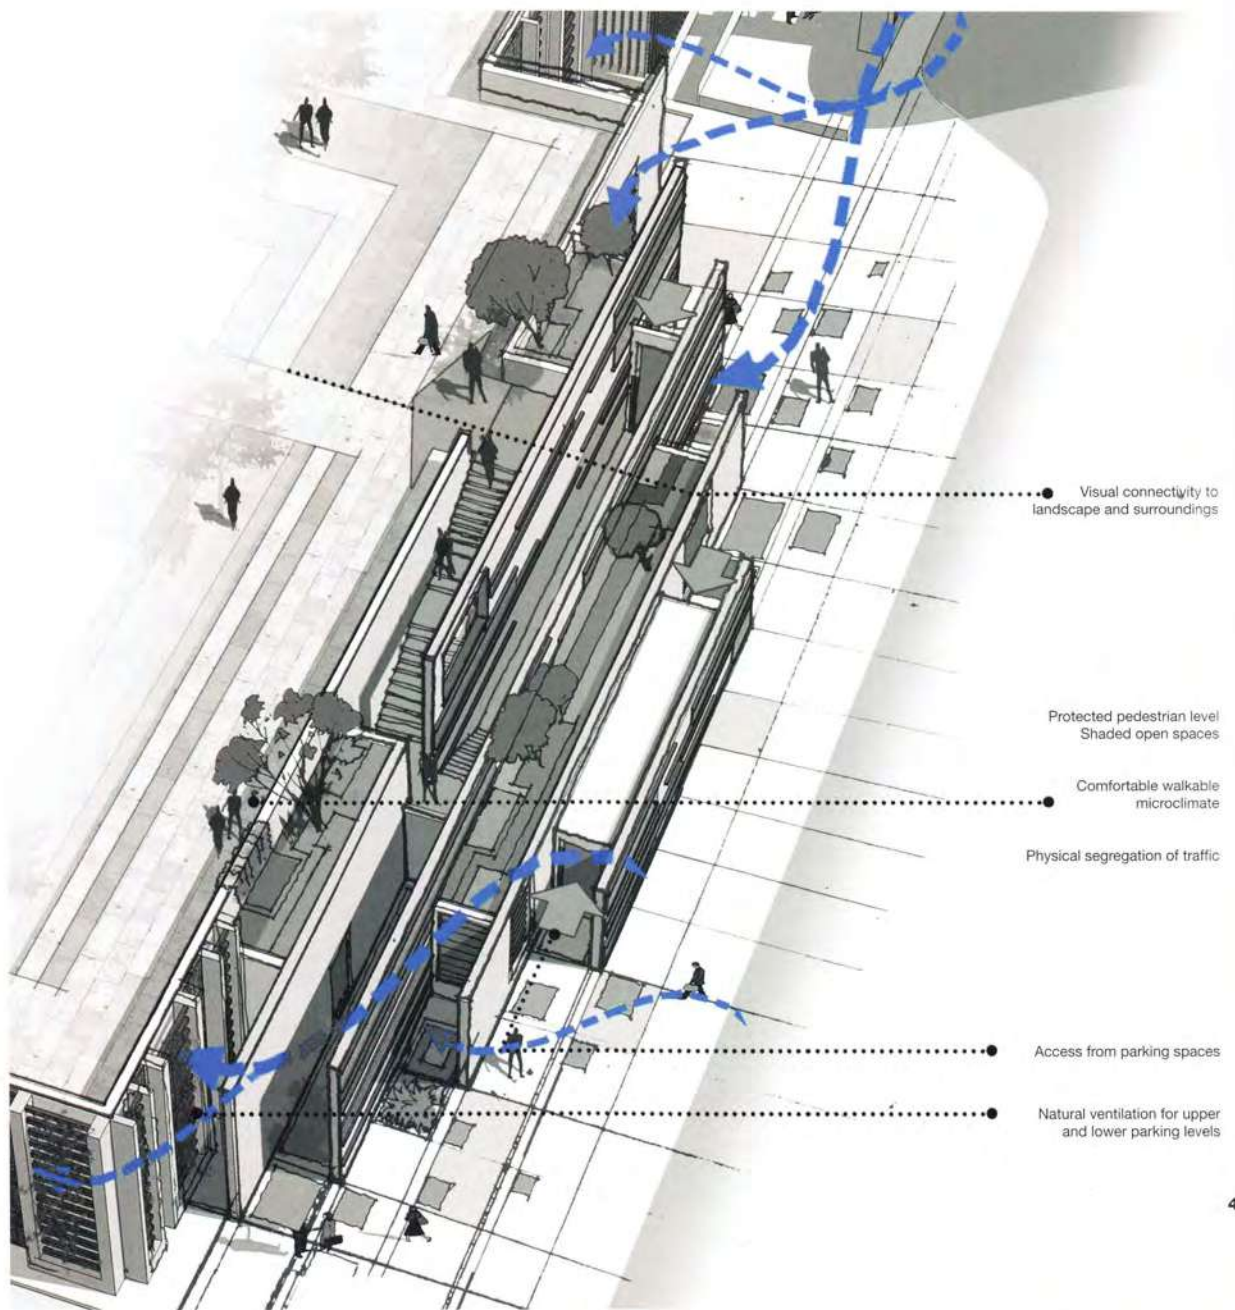 Visual connectivity to
landscape and surroundings
Protected pedestrian level
Shaded open spaces
Comfortable walkable
microclimate
Physical segregation of traffic
Access from parking spaces
Natural ventilation for upper
and lower parking levels
4